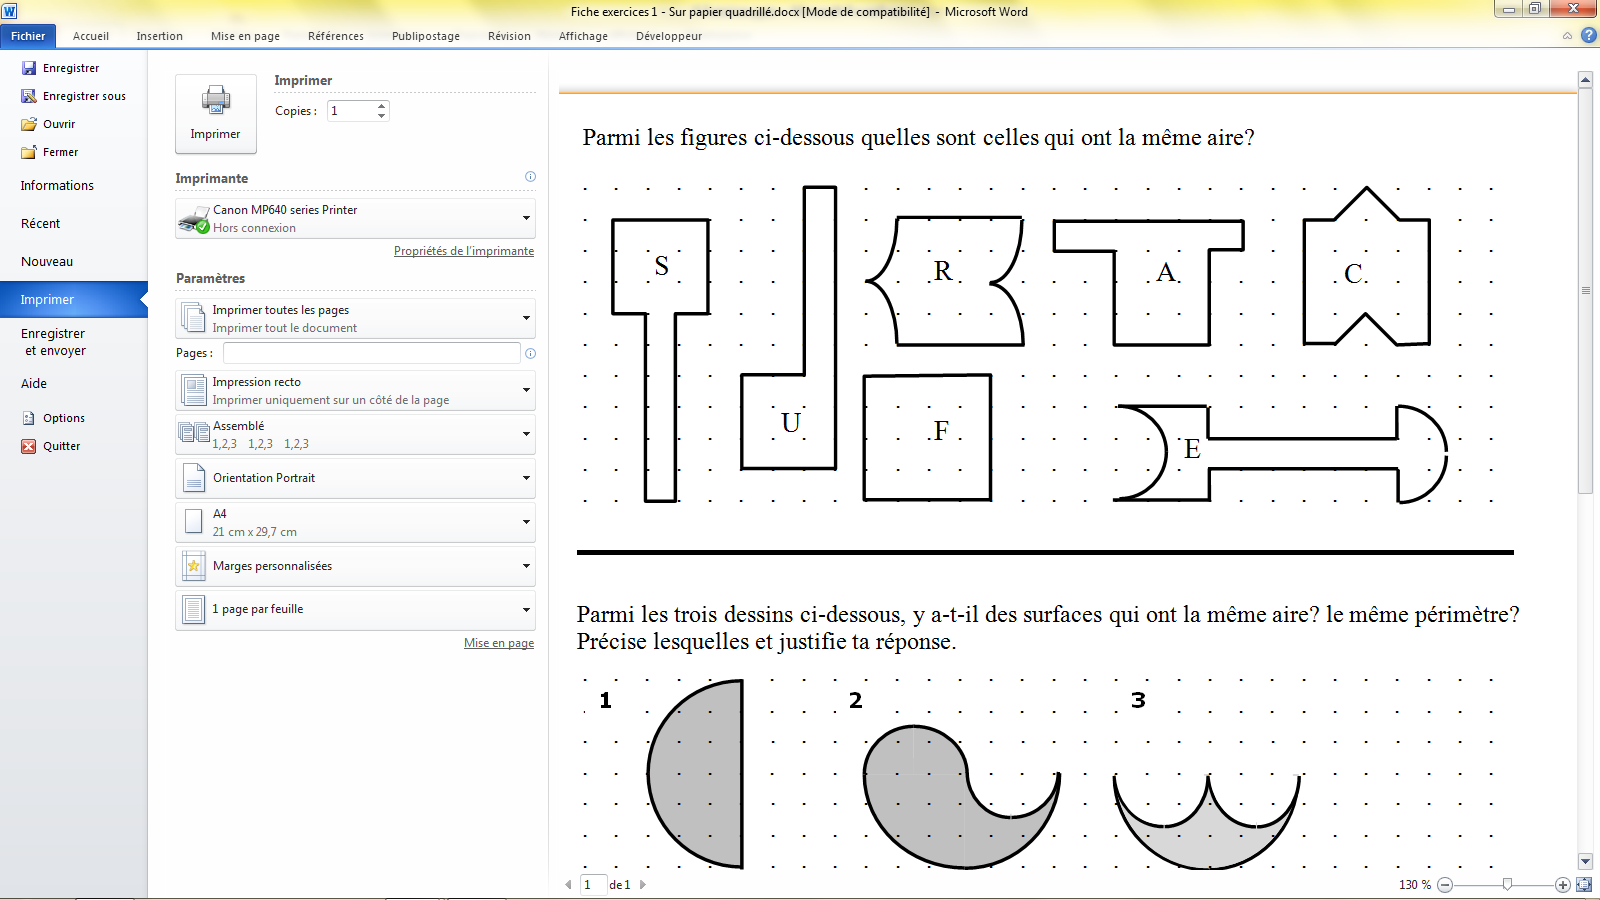 Fiche exercices 1 - Sur papier quadrillé.docx [Mode de compatibilité] - Microsoft Word
Fichier Accueil Insertion Mise en page Références Publipostage Révision Affichage Développeur
Enregistrer
Enregistrer sous
Ouvrir
Fermer
Informations
Récent
Nouveau
Imprimer
Enregistrer
et envoyer
Aide
Options
Quitter
Imprimer
Imprimer
Copies : 1
Imprimante
Canon MP640 series Printer
Hors connexion
Propriétés de l'imprimante
Paramètres
Imprimer toutes les pages
Imprimer tout le document
Pages :
Impression recto
Imprimer uniquement sur un côté de la page
Assemblé
1,2,3 1,2,3 1,2,3
Orientation Portrait
A4
21 cm x 29,7 cm
Marges personnalisées
1 page par feuille
Mise en page
Parmi les figures ci-dessous quelles sont celles qui ont la même aire?
S R A C
U F E
Parmi les trois dessins ci-dessous, y a-t-il des surfaces qui ont la même aire? le même périmètre?
Précise lesquelles et justifie ta réponse.
1 2 3
1 de 1
130 %